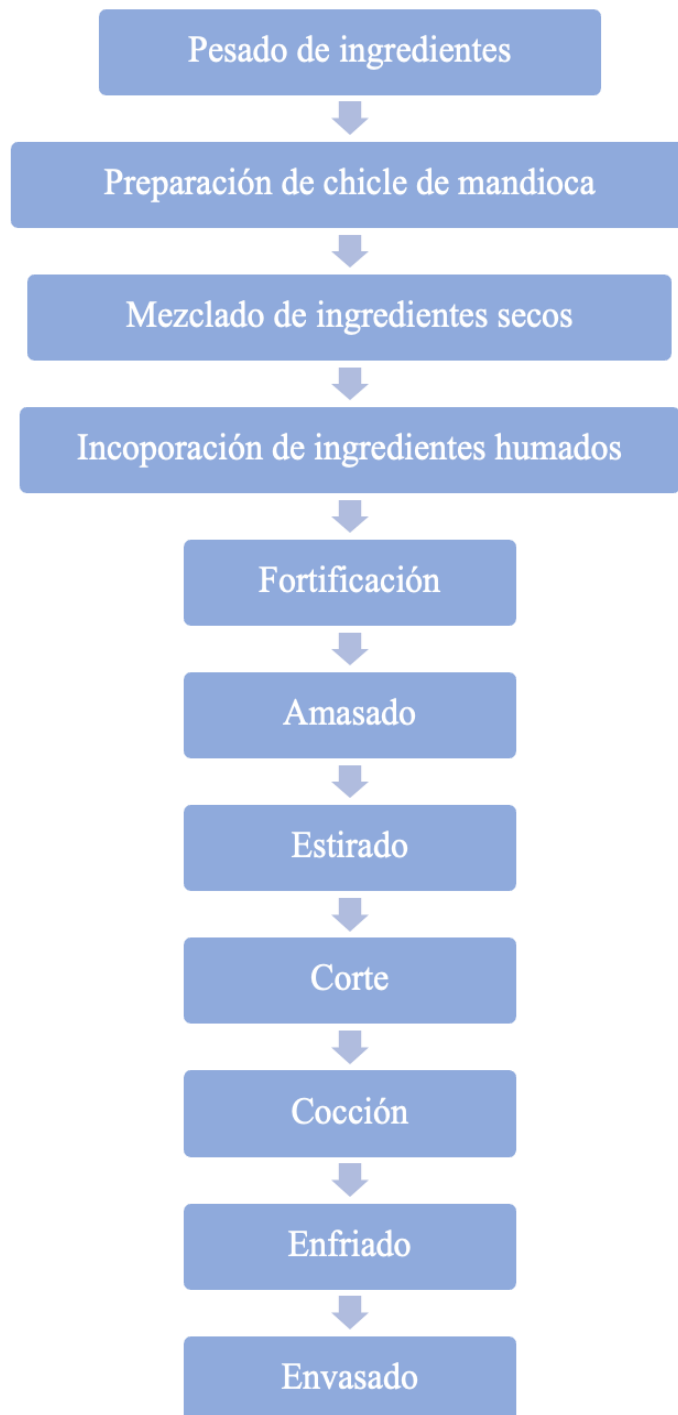 Pesado de ingredientes
Preparación de chicle de mandioca
Mezclado de ingredientes secos
Incoporación de ingredientes humados
Fortificación
Amasado
Estirado
Corte
Cocción
Enfriado
Envasado